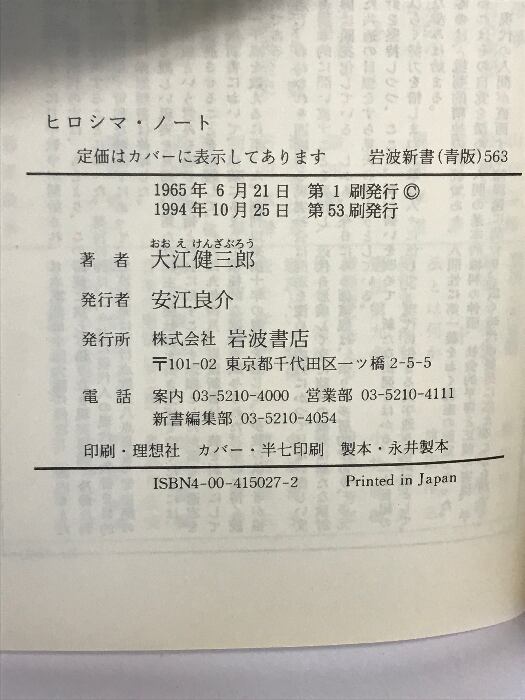 ヒロシマ・ノート
定価はカバーに表示してあります 岩波新書(青版)563
1965年 6月21日 第1刷発行©
1994年10月25日 第53刷発行
おおえけんざぶろう
著者 大江健三郎
発行者 安江良介
発行所 株式会社 岩波書店
〒101-02 東京都千代田区一ツ橋2-5-5
電話 案内 03-5210-4000 営業部 03-5210-4111
新書編集部 03-5210-4054
印刷・理想社 カバー・半七印刷 製本・永井製本
ISBN4-00-415027-2 Printed in Japan